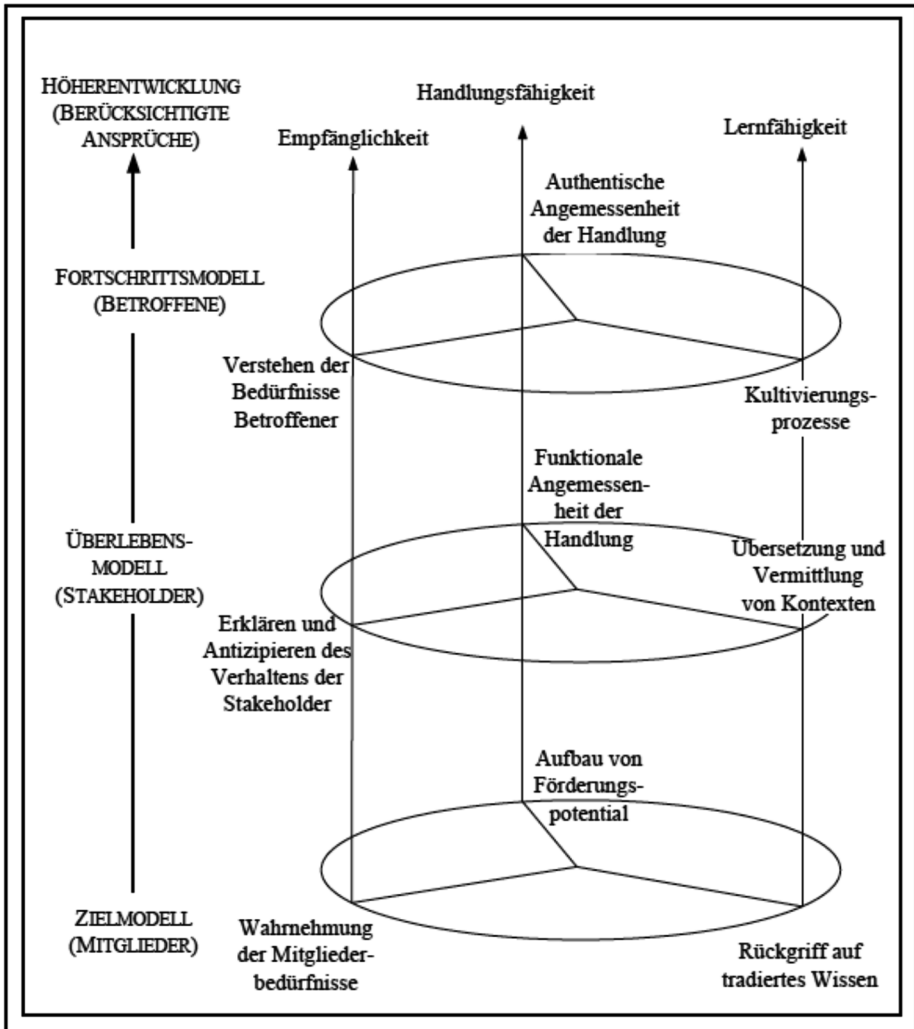 HÖHERENTWICKLUNG
(BERÜCKSICHTIGTE
ANSPRÜCHE)
Empfänglichkeit
Handlungsfähigkeit
Lernfähigkeit
Authentische
Angemessenheit
der Handlung
FORTSCHRITTSMODELL
(BETROFFENE)
Verstehen der
Bedürfnisse
Betroffener
Kultivierungs-
prozesse
Funktionale
Angemessen-
heit der
Handlung
ÜBERLEBENS-
MODELL
(STAKEHOLDER)
Übersetzung und
Vermittlung
von Kontexten
Erklären und
Antizipieren des
Verhaltens der
Stakeholder
Aufbau von
Förderungs-
potential
ZIELMODELL
(MITGLIEDER)
Wahrnehmung
der Mitglieder-
bedürfnisse
Rückgriff auf
tradiertes Wissen